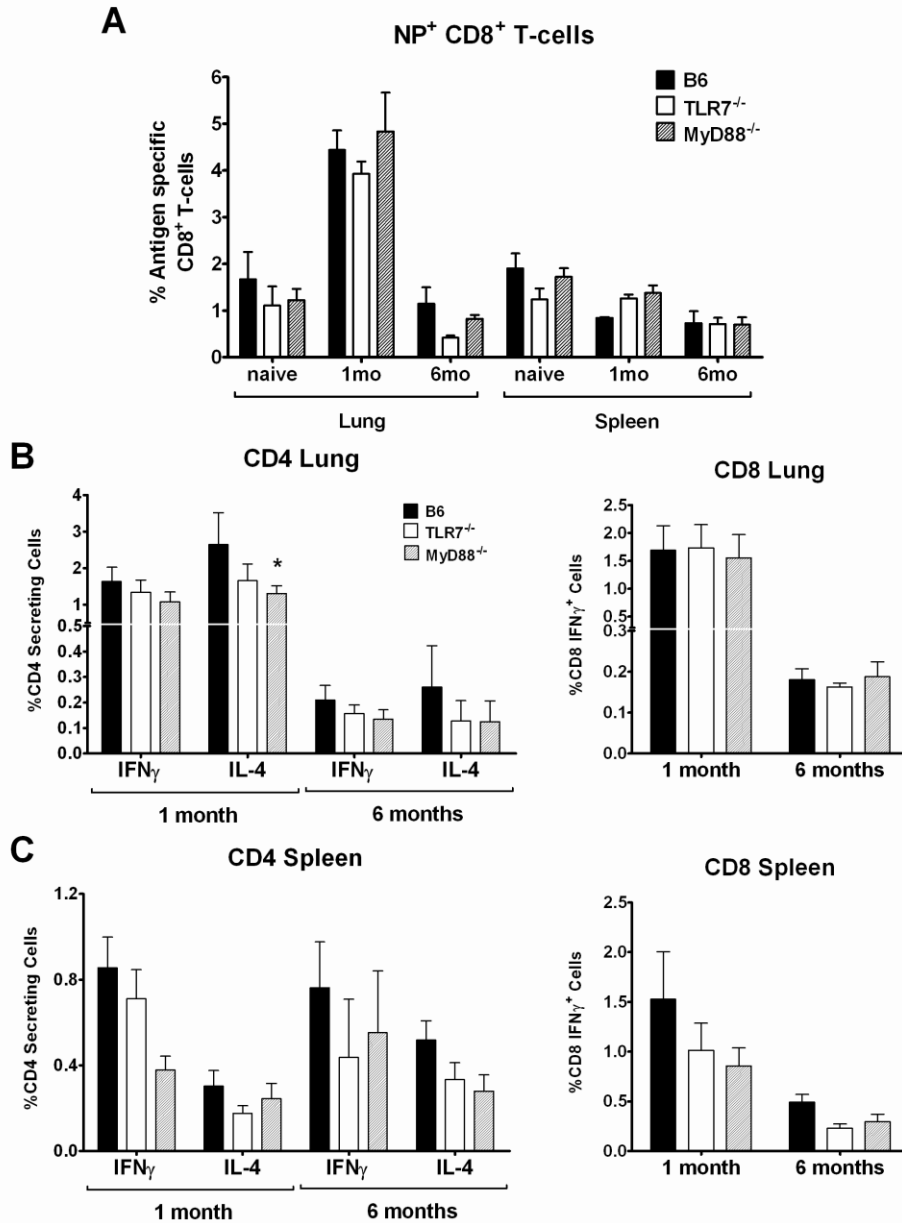 A
NP⁺ CD8⁺ T-cells
% Antigen specific
CD8⁺ T-cells
6
5
4
3
2
1
0
B6
TLR7⁻/⁻
MyD88⁻/⁻
naive 1mo 6mo naive 1mo 6mo
Lung Spleen
B
CD4 Lung
%CD4 Secreting Cells
4
3
2
1
0.5
0.4
0.3
0.2
0.1
0.0
B6
TLR7⁻/⁻
MyD88⁻/⁻
*
IFNγ IL-4 IFNγ IL-4
1 month 6 months
CD8 Lung
%CD8 IFNγ⁺ Cells
2.0
1.5
1.0
0.5
0.3
0.2
0.1
0.0
1 month 6 months
C
CD4 Spleen
%CD4 Secreting Cells
1.2
0.8
0.4
0.0
IFNγ IL-4 IFNγ IL-4
1 month 6 months
CD8 Spleen
%CD8 IFNγ⁺ Cells
2.5
2.0
1.5
1.0
0.5
0.0
1 month 6 months